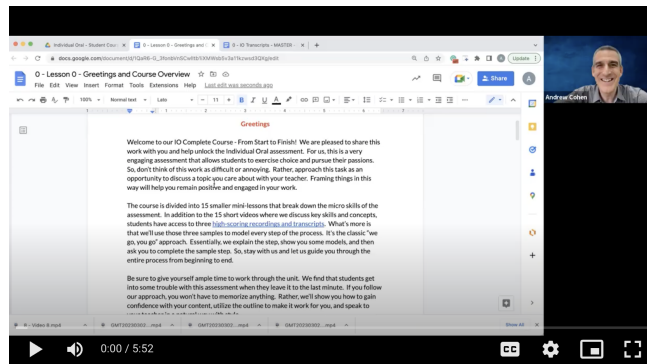 Individual Oral - Student Cour
0 - Lesson 0 - Greetings and C
0 - IO Transcripts - MASTER -
Update
0 - Lesson 0 - Greetings and Course Overview
File Edit View Insert Format Tools Extensions Help Last edit was seconds ago
Share
A
100% Normal text Lato 11 B I U A
Andrew Cohen
Greetings
Welcome to our IO Complete Course - From Start to Finish! We are pleased to share this
work with you and help unlock the Individual Oral assessment. For us, this is a very
engaging assessment that allows students to exercise choice and pursue their passions.
So, don't think of this work as difficult or annoying. Rather, approach this task as an
opportunity to discuss a topic you care about with your teacher. Framing things in this
way will help you remain positive and engaged in your work.
The course is divided into 15 smaller mini-lessons that break down the micro skills of the
assessment. In addition to the 15 short videos where we discuss key skills and concepts,
students have access to three high-scoring recordings and transcripts. What's more is
that we'll use those three samples to model every step of the process. It's the classic "we
go, you go" approach. Essentially, we explain the step, show you some models, and then
ask you to complete the sample step. So, stay with us and let us guide you through the
entire process from beginning to end.
Be sure to give yourself ample time to work through the unit. We find that students get
into some trouble with this assessment when they leave it to the last minute. If you follow
our approach, you won't have to memorize anything. Rather, we'll show you how to gain
confidence with your content, utilize the outline to make it work for you, and speak to
Show All
0:00 / 5:52
CC